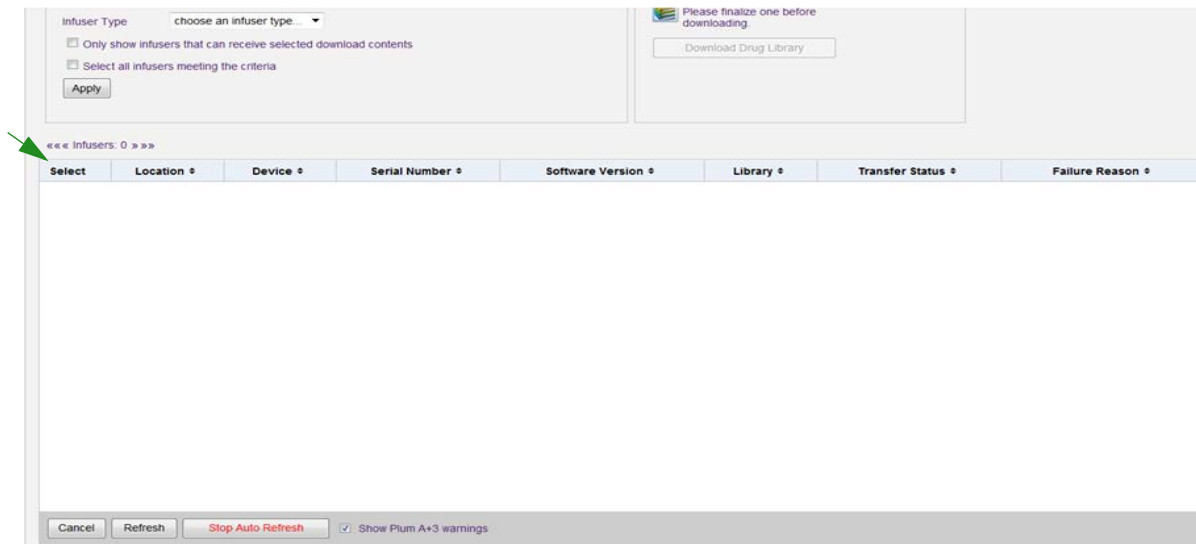 Infuser Type choose an infuser type...
Only show infusers that can receive selected download contents
Select all infusers meeting the criteria
Apply
Please finalize one before
downloading.
Download Drug Library
««« Infusers: 0 » »»
Select Location Device Serial Number Software Version Library Transfer Status Failure Reason
Cancel Refresh Stop Auto Refresh Show Plum A+3 warnings